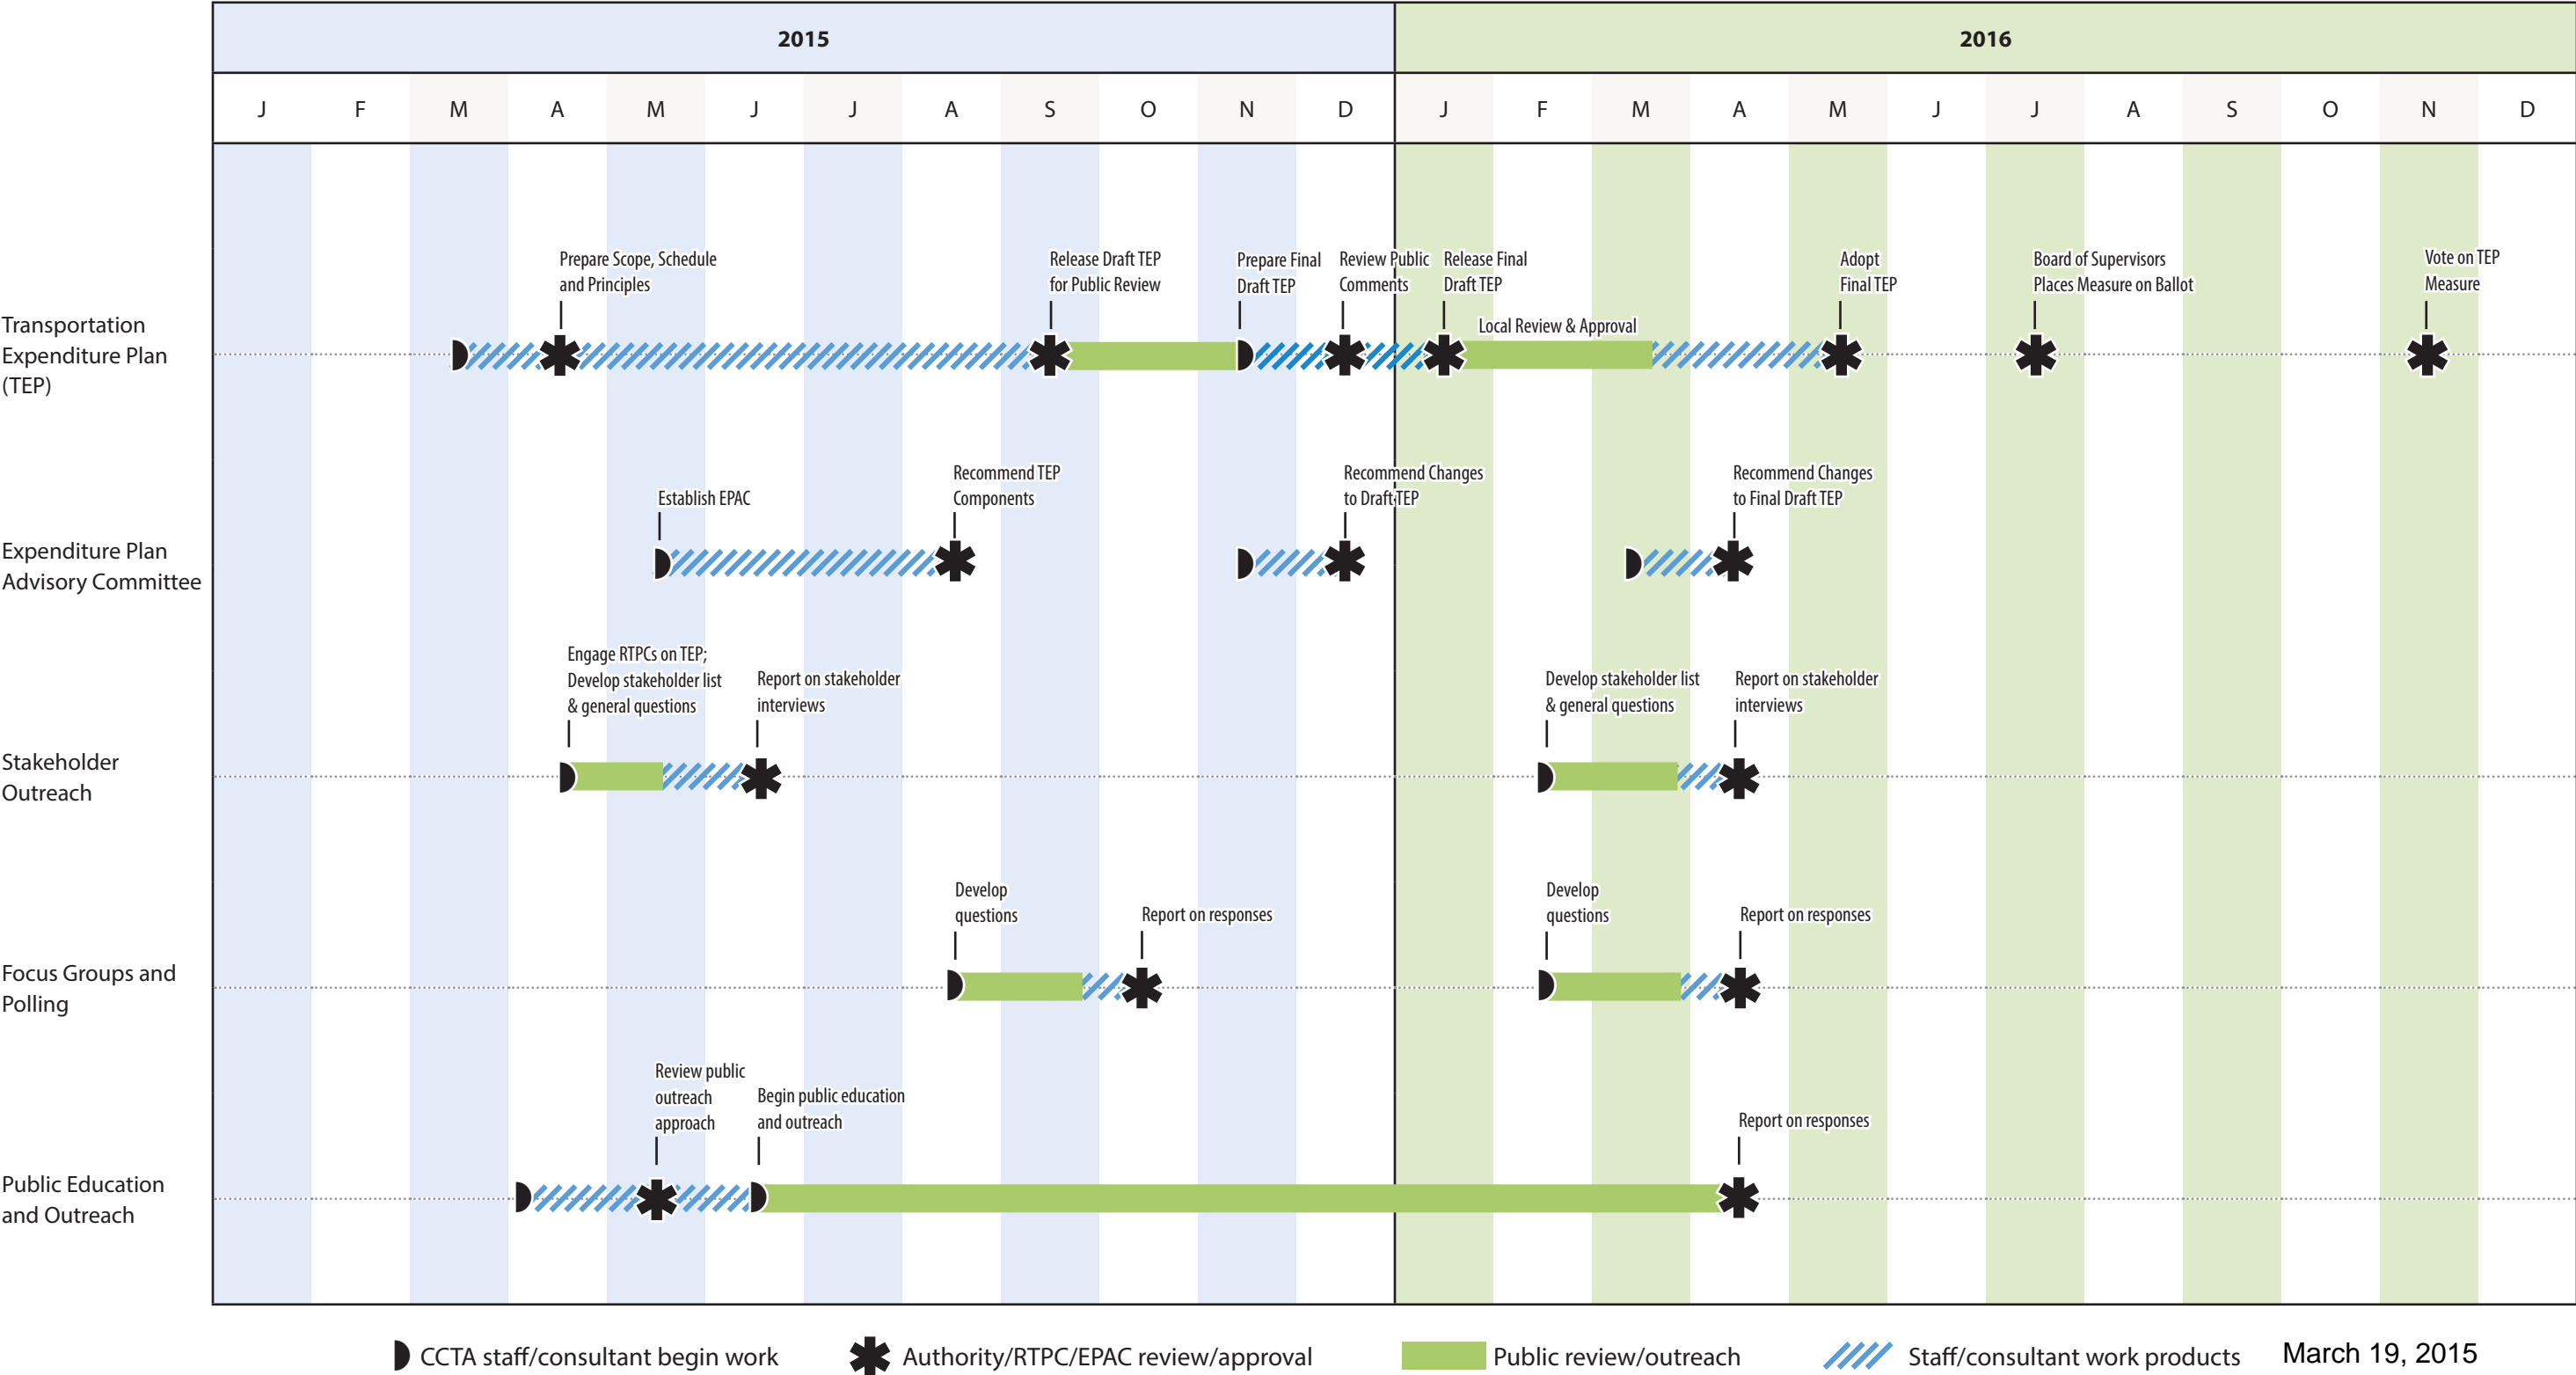 2015
2016
J F M A M J J A S O N D J F M A M J J A S O N D
Transportation
Expenditure Plan
(TEP)
Prepare Scope, Schedule
and Principles
Release Draft TEP
for Public Review
Prepare Final
Draft TEP
Review Public
Comments
Release Final
Draft TEP
Local Review & Approval
Adopt
Final TEP
Board of Supervisors
Places Measure on Ballot
Vote on TEP
Measure
Expenditure Plan
Advisory Committee
Establish EPAC
Recommend TEP
Components
Recommend Changes
to Draft TEP
Recommend Changes
to Final Draft TEP
Stakeholder
Outreach
Engage RTPCs on TEP;
Develop stakeholder list
& general questions
Report on stakeholder
interviews
Develop stakeholder list
& general questions
Report on stakeholder
interviews
Focus Groups and
Polling
Develop
questions
Report on responses
Develop
questions
Report on responses
Public Education
and Outreach
Review public
outreach
approach
Begin public education
and outreach
Report on responses
CCTA staff/consultant begin work
Authority/RTPC/EPAC review/approval
Public review/outreach
Staff/consultant work products
March 19, 2015